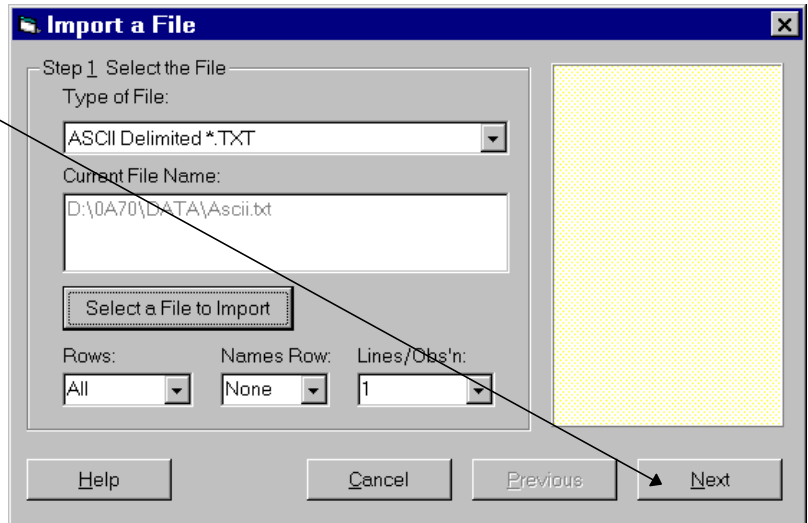 Import a File
Step 1 Select the File
Type of File:
ASCII Delimited *.TXT
Current File Name:
D:\0A70\DATA\Ascii.txt
Select a File to Import
Rows: Names Row: Lines/Obs'n:
All None 1
Help Cancel Previous Next